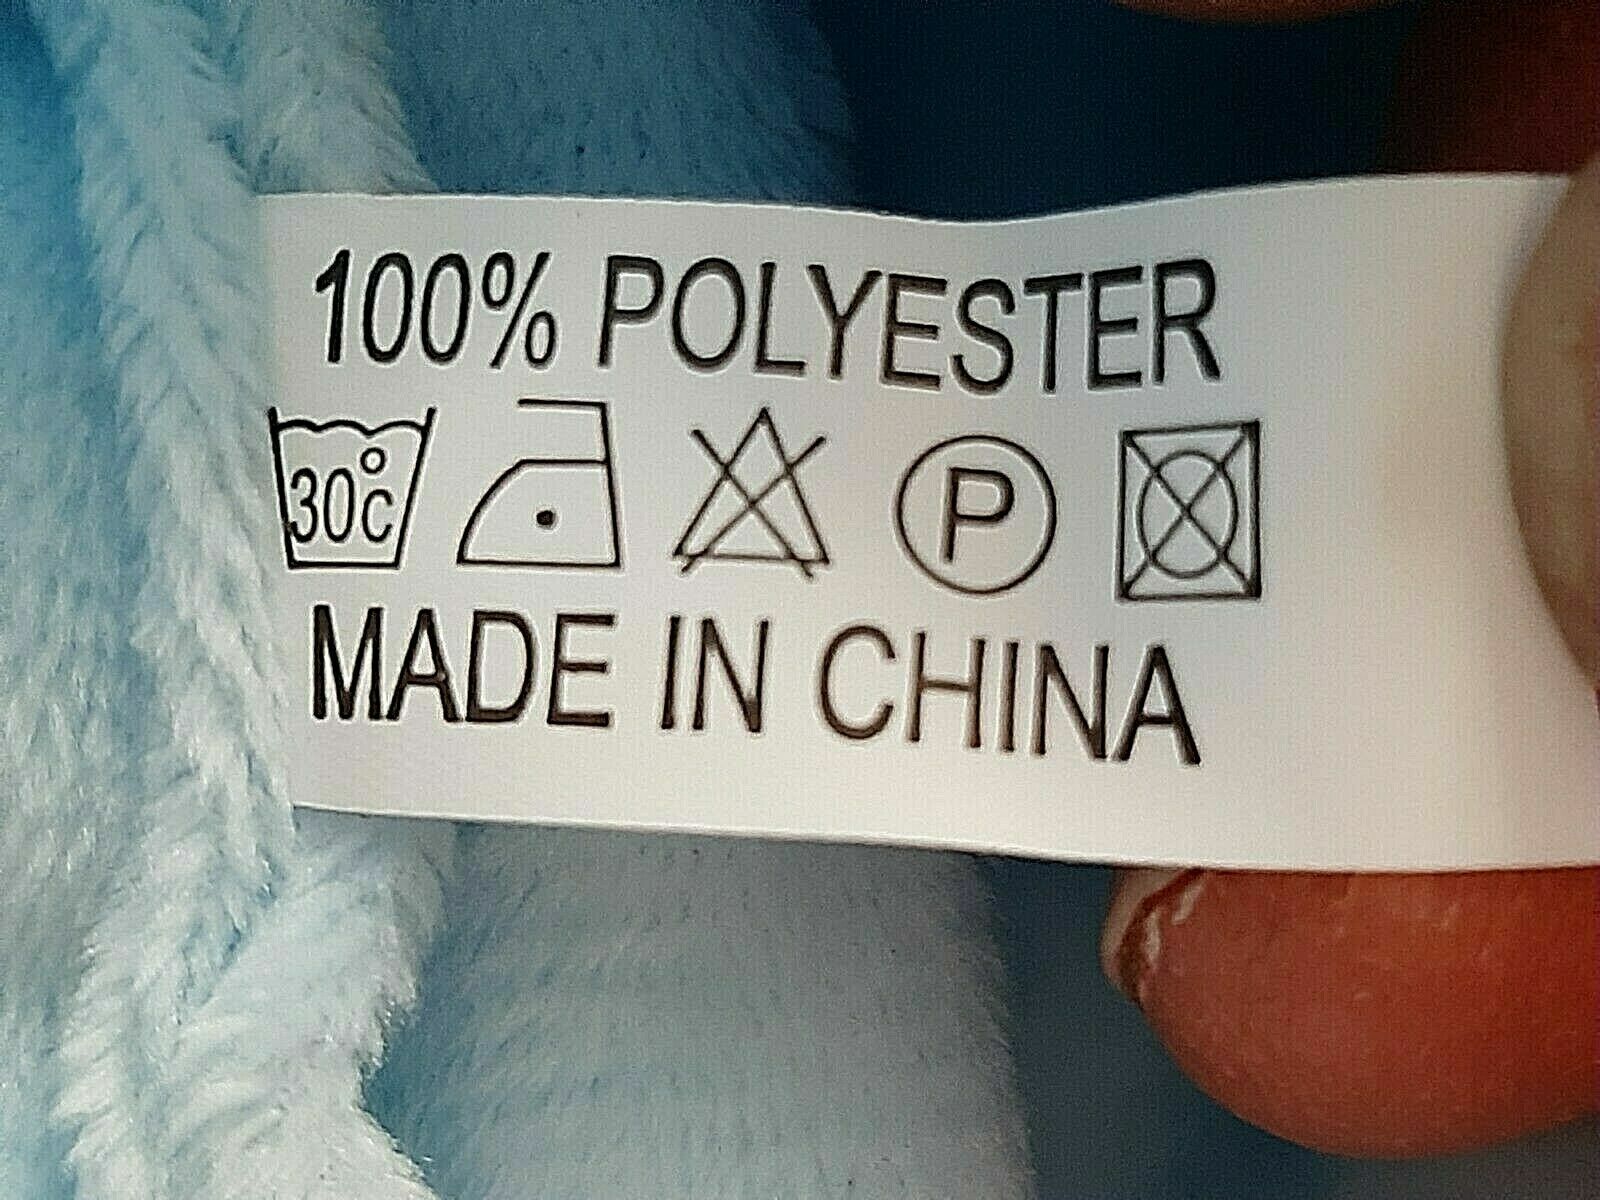 100% POLYESTER
30°C P
MADE IN CHINA